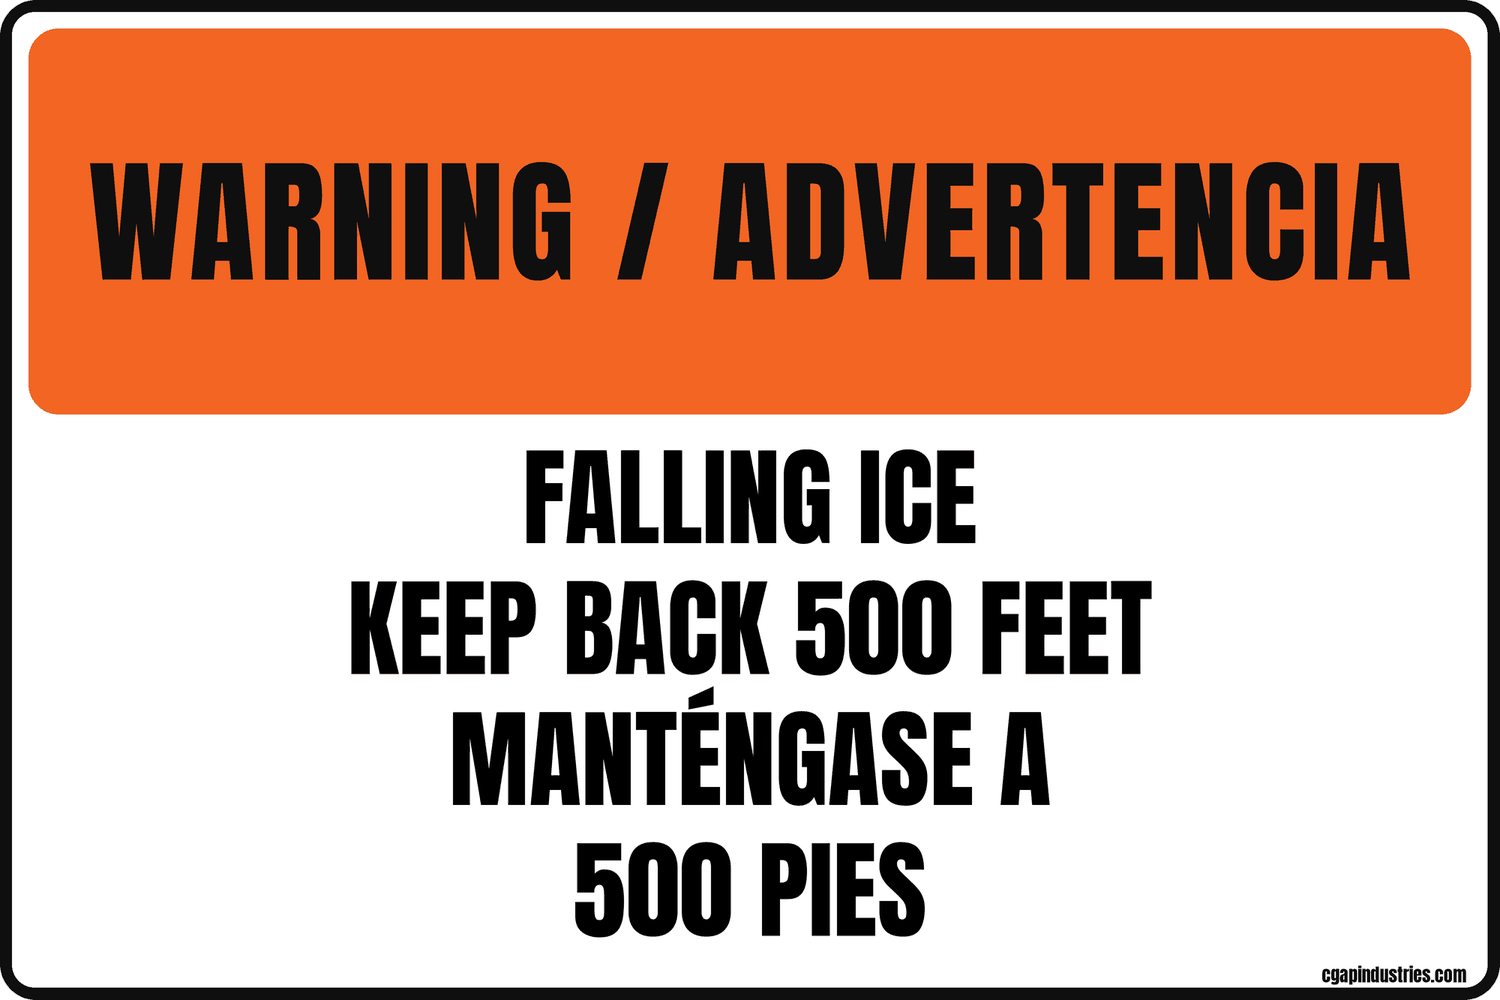 WARNING / ADVERTENCIA
FALLING ICE
KEEP BACK 500 FEET
MANTÉNGASE A
500 PIES
cgapindustries.com